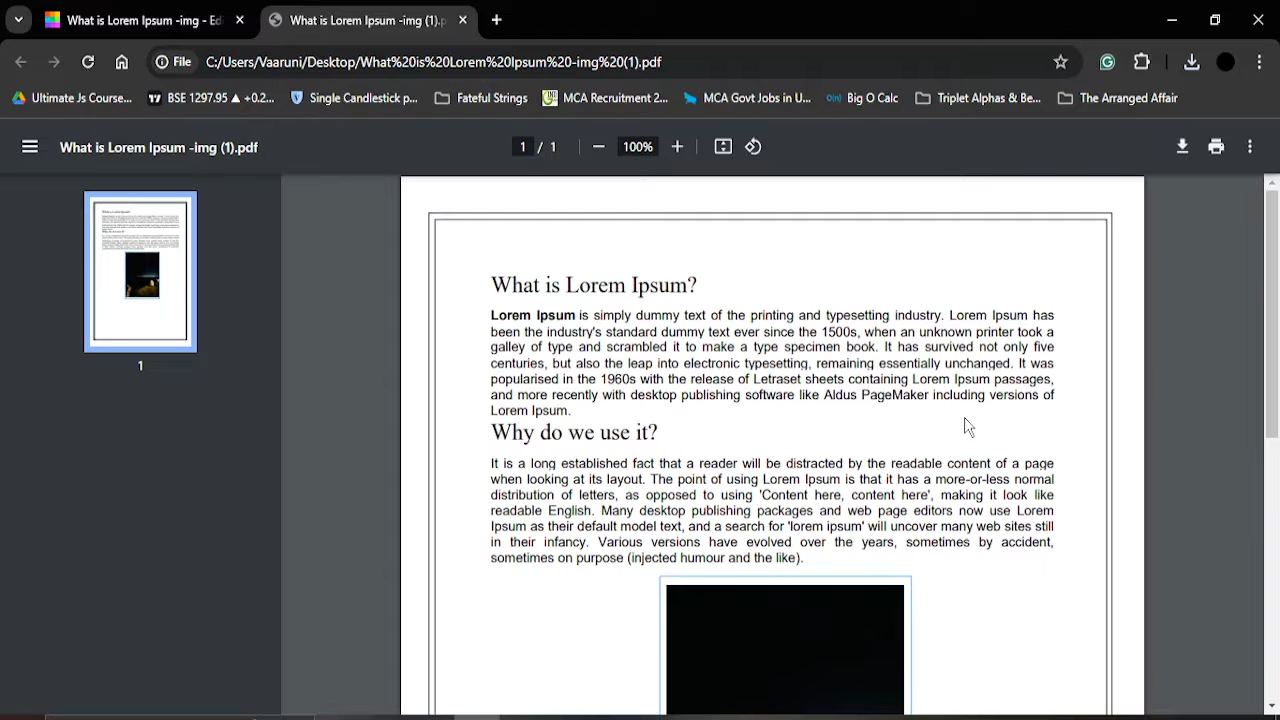 What is Lorem Ipsum -img - Ed
What is Lorem Ipsum -img (1).p
File
C:/Users/Vaaruni/Desktop/What%20is%20Lorem%20Ipsum%20-img%20(1).pdf
Ultimate Js Course...
BSE 1297.95 ▲ +0.2...
Single Candlestick p...
Fateful Strings
MCA Recruitment 2...
MCA Govt Jobs in U...
Big O Calc
Triplet Alphas & Be...
The Arranged Affair
What is Lorem Ipsum -img (1).pdf
1 / 1
100%
1
What is Lorem Ipsum?
Lorem Ipsum is simply dummy text of the printing and typesetting industry. Lorem Ipsum has
been the industry's standard dummy text ever since the 1500s, when an unknown printer took a
galley of type and scrambled it to make a type specimen book. It has survived not only five
centuries, but also the leap into electronic typesetting, remaining essentially unchanged. It was
popularised in the 1960s with the release of Letraset sheets containing Lorem Ipsum passages,
and more recently with desktop publishing software like Aldus PageMaker including versions of
Lorem Ipsum.
Why do we use it?
It is a long established fact that a reader will be distracted by the readable content of a page
when looking at its layout. The point of using Lorem Ipsum is that it has a more-or-less normal
distribution of letters, as opposed to using 'Content here, content here', making it look like
readable English. Many desktop publishing packages and web page editors now use Lorem
Ipsum as their default model text, and a search for 'lorem ipsum' will uncover many web sites still
in their infancy. Various versions have evolved over the years, sometimes by accident,
sometimes on purpose (injected humour and the like).